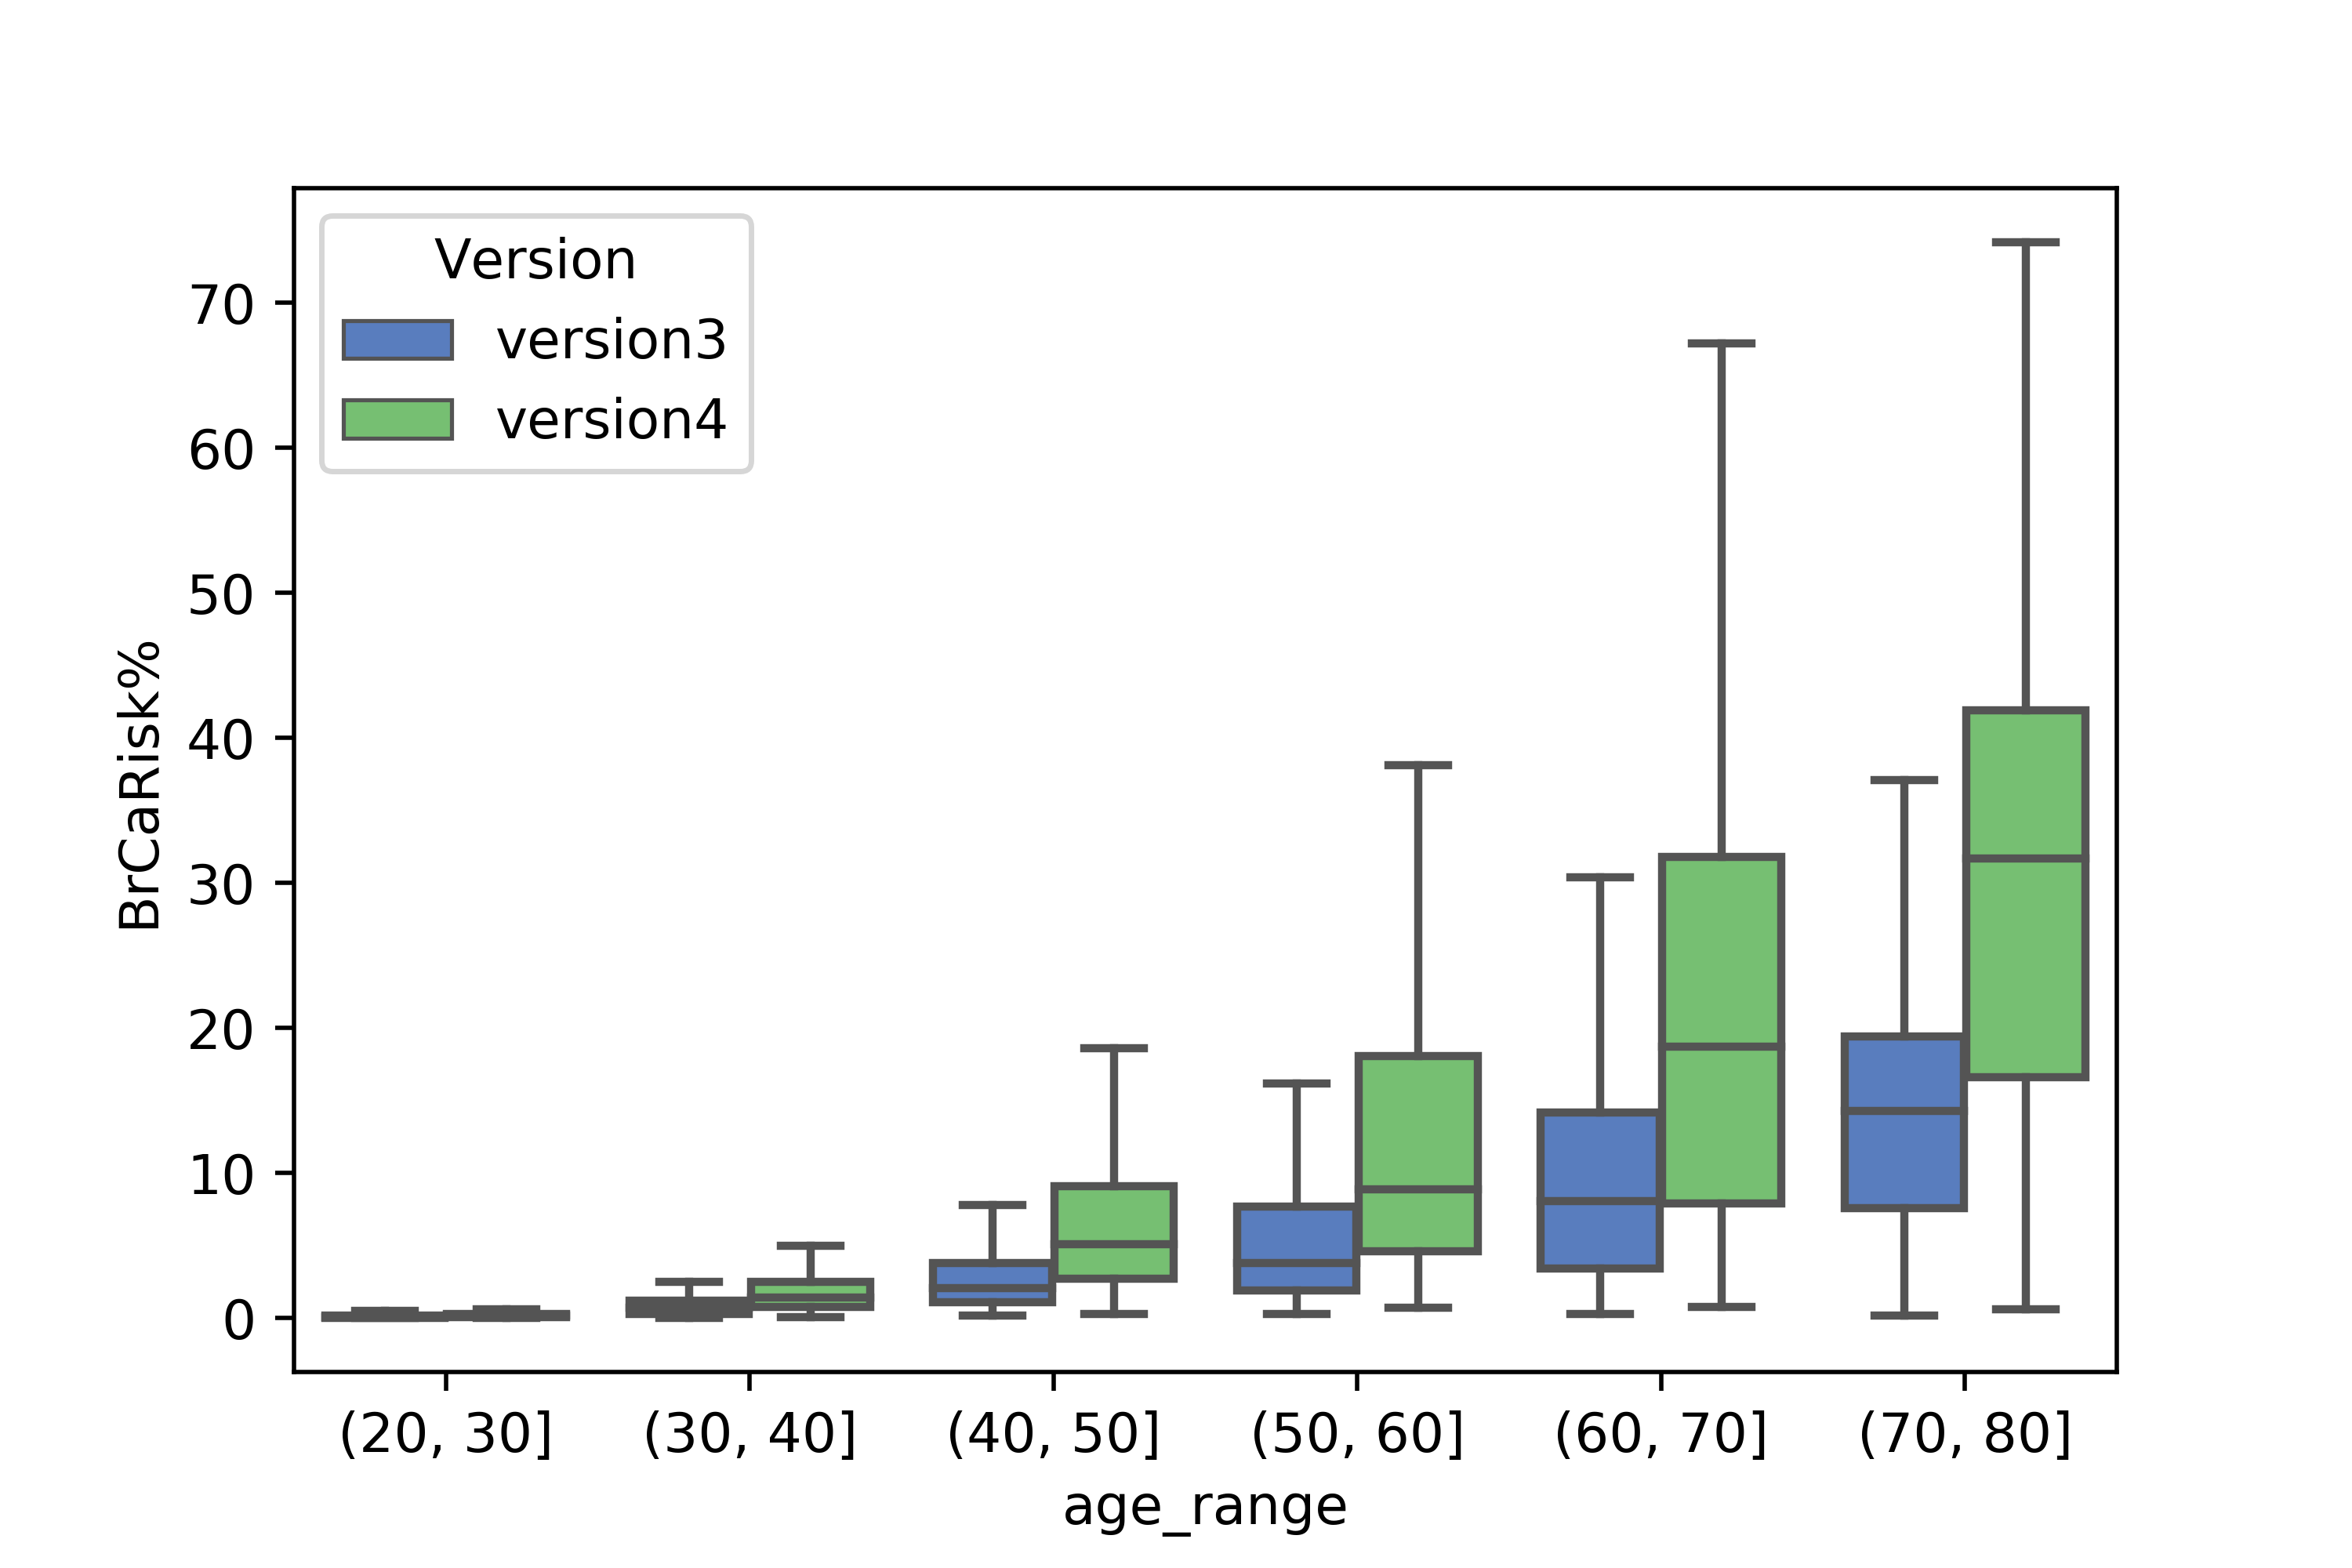 Version
version3
version4
70
60
50
40
30
20
10
0
BrCaRisk%
(20, 30] (30, 40] (40, 50] (50, 60] (60, 70] (70, 80]
age_range